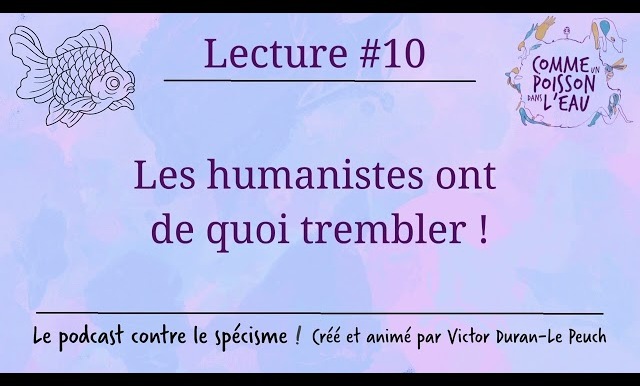 Lecture #10
COMME UN
POISSON
DANS L'EAU
Les humanistes ont
de quoi trembler !
Le podcast contre le spécisme ! Créé et animé par Victor Duran-Le Peuch